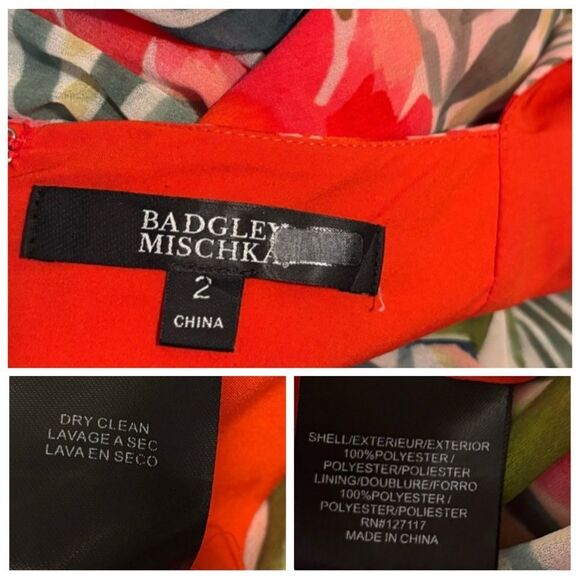 BADGLEY
MISCHKA
2
CHINA
DRY CLEAN
LAVAGE A SEC
LAVA EN SECO
SHELL/EXTERIEUR/EXTERIOR
100%POLYESTER/
POLYESTER/POLIESTER
LINING/DOUBLURE/FORRO
100%POLYESTER/
POLYESTER/POLIESTER
RN#127117
MADE IN CHINA